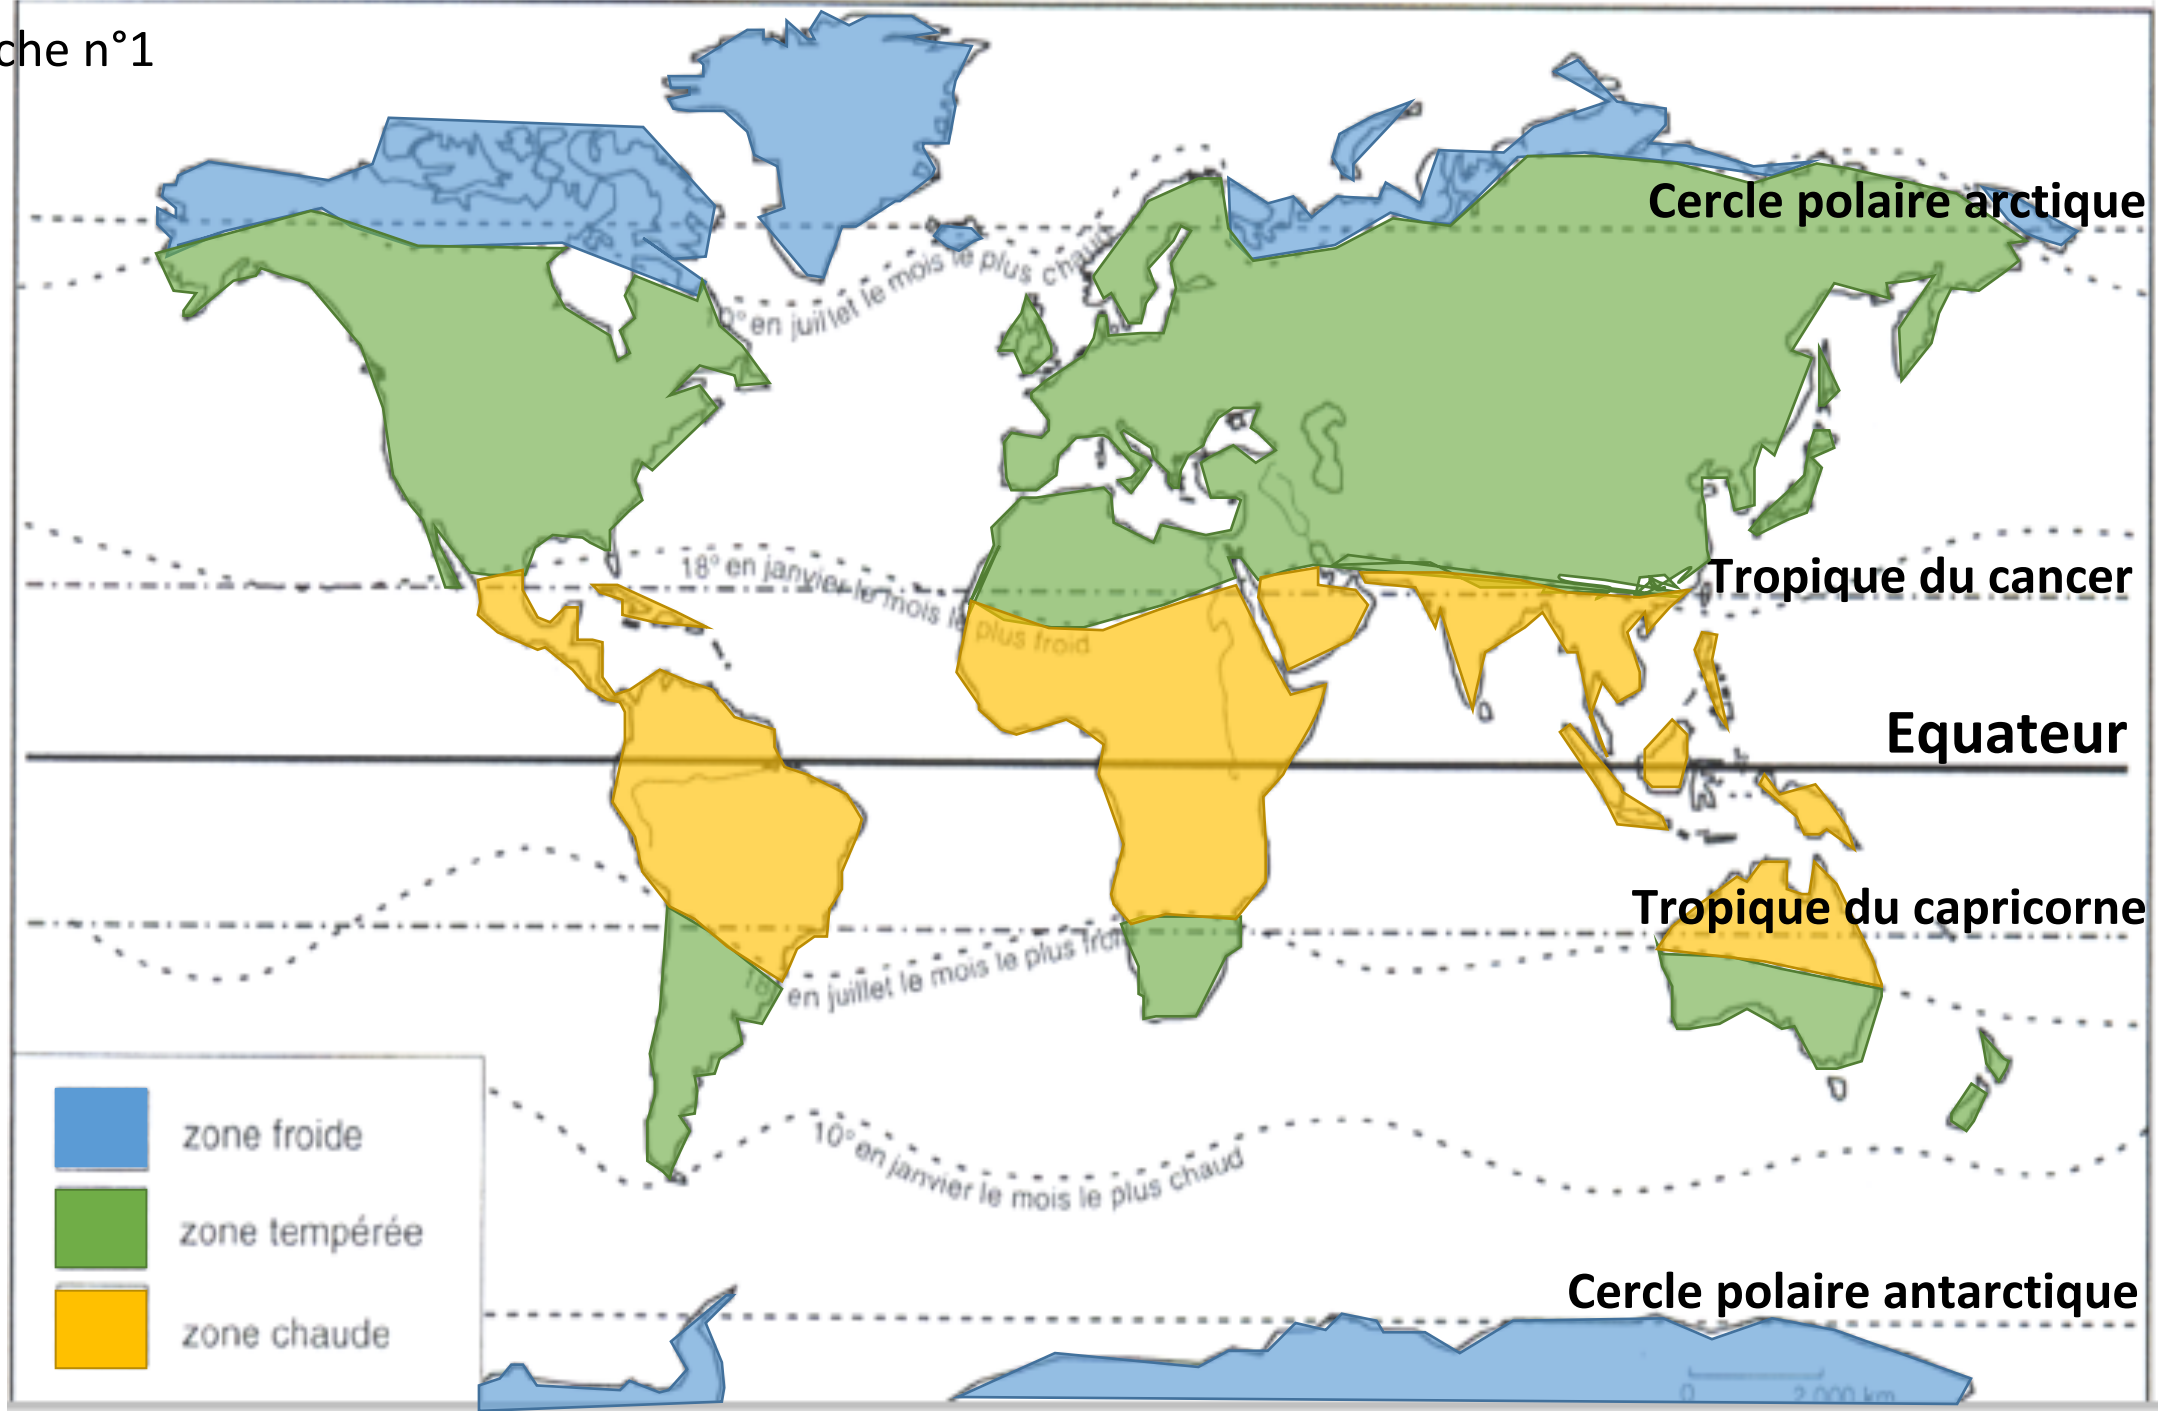 che n°1
Cercle polaire arctique
0° en juillet le mois le plus chaud
Tropique du cancer
18° en janvier le mois le plus froid
Equateur
Tropique du capricorne
18° en juillet le mois le plus froid
10° en janvier le mois le plus chaud
zone froide
zone tempérée
zone chaude
Cercle polaire antarctique
0 2 000 km